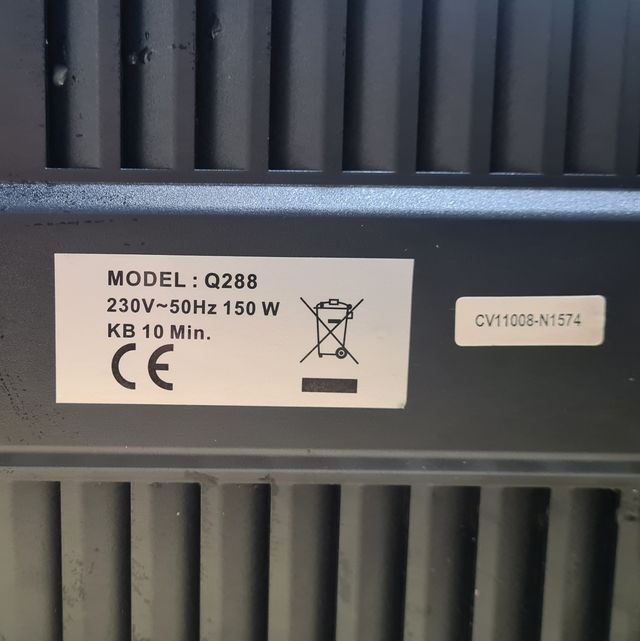 MODEL : Q288
230V~50Hz 150 W
KB 10 Min.
CE
CV11008-N1574